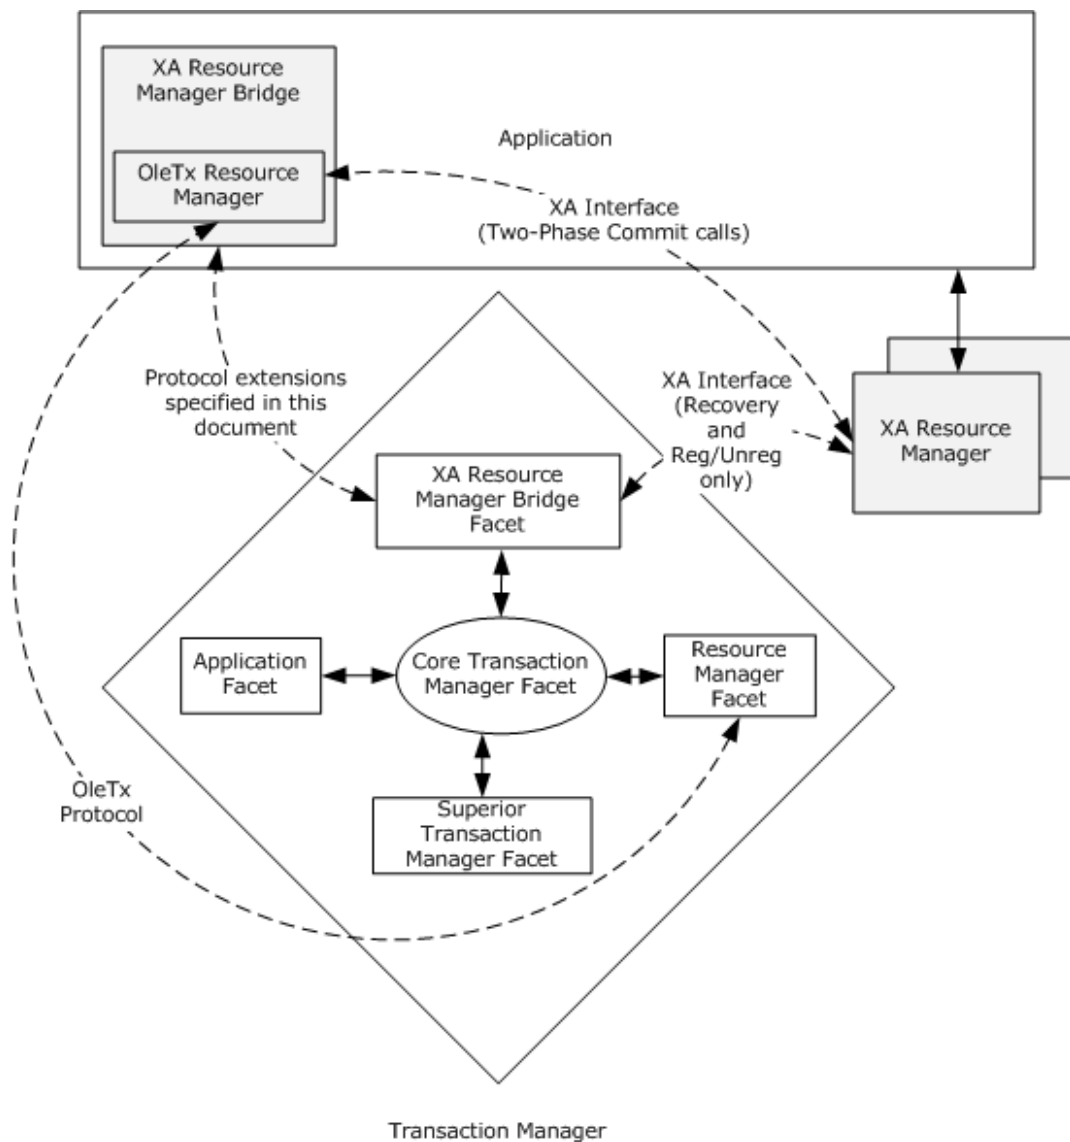 XA Resource
Manager Bridge
Application
OleTx Resource
Manager
XA Interface
(Two-Phase Commit calls)
Protocol extensions
specified in this
document
XA Interface
(Recovery
and
Reg/Unreg
only)
XA Resource
Manager
XA Resource
Manager Bridge
Facet
Application
Facet
Core Transaction
Manager Facet
Resource
Manager
Facet
OleTx
Protocol
Superior
Transaction
Manager Facet
Transaction Manager